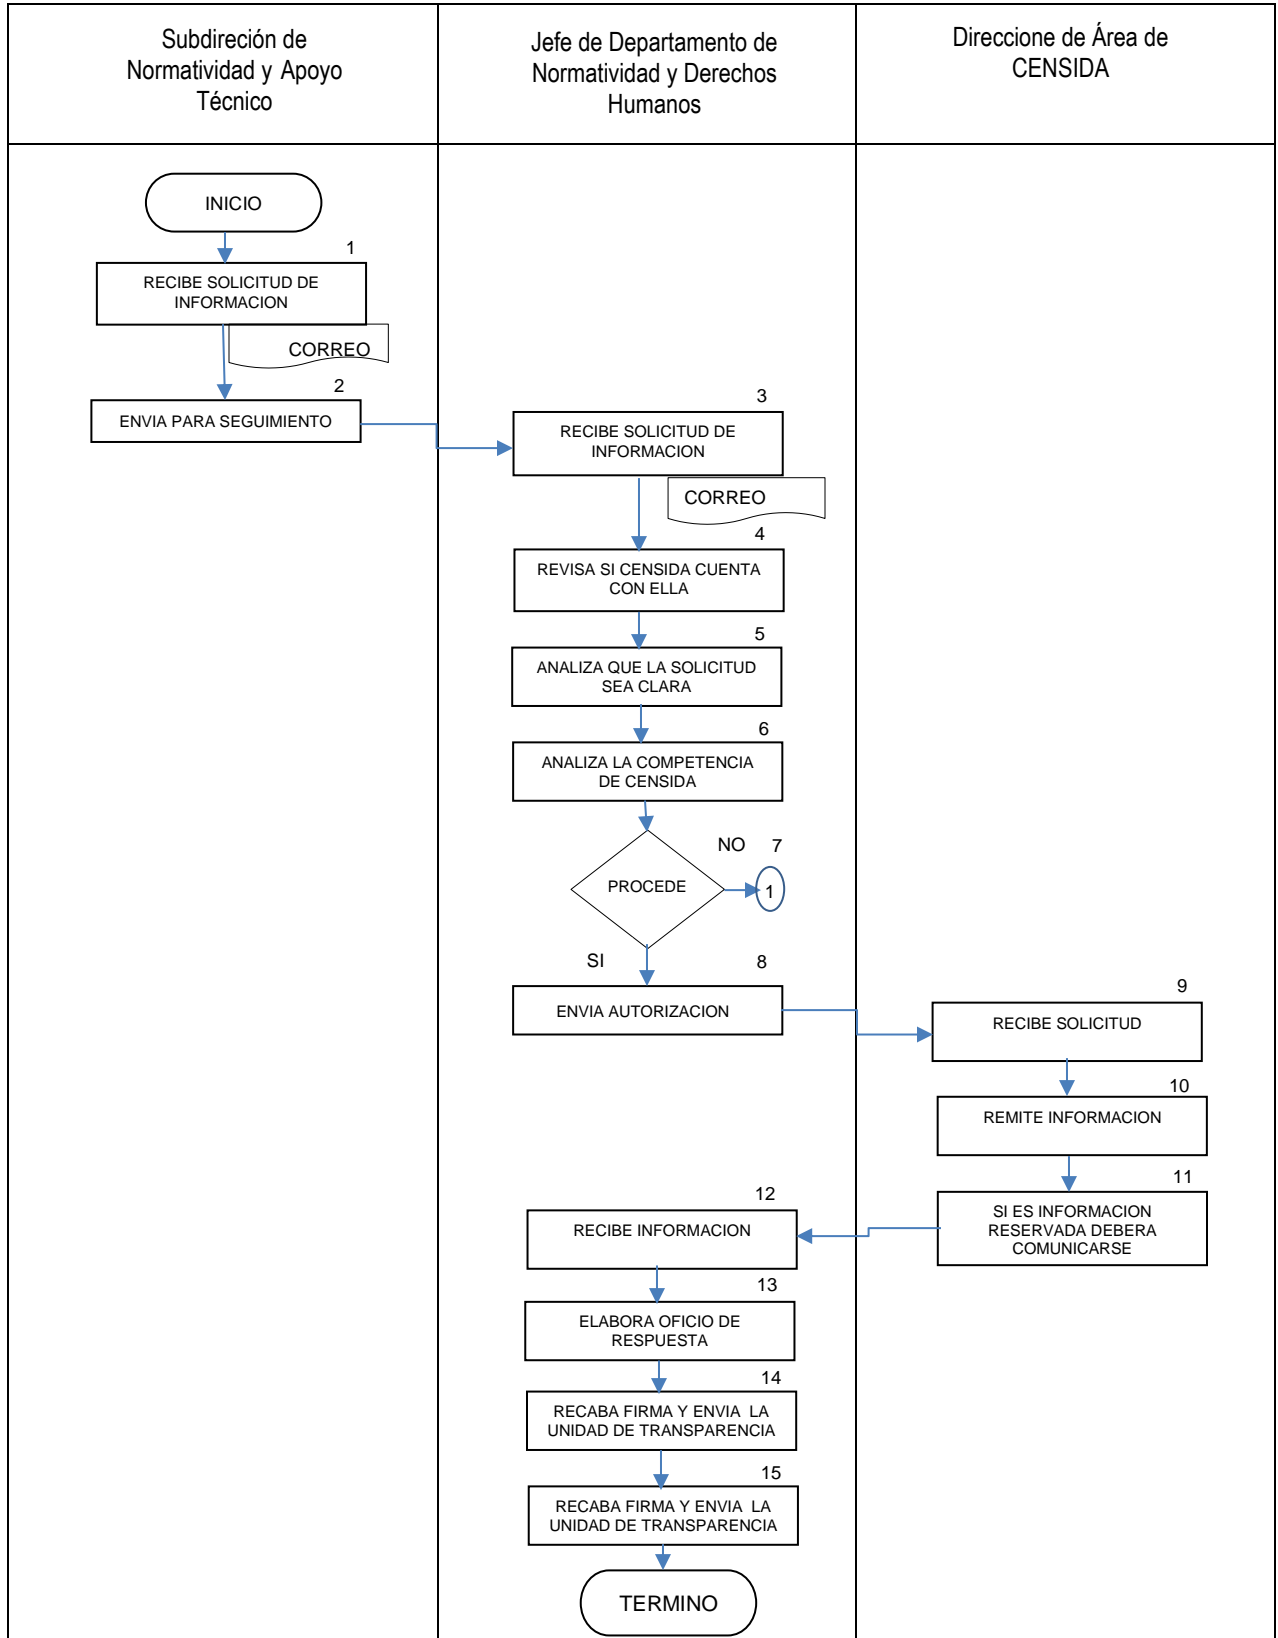 Subdireción de
Normatividad y Apoyo
Técnico
Jefe de Departamento de
Normatividad y Derechos
Humanos
Direccione de Área de
CENSIDA
INICIO
1
RECIBE SOLICITUD DE
INFORMACION
CORREO
2
ENVIA PARA SEGUIMIENTO
3
RECIBE SOLICITUD DE
INFORMACION
CORREO
4
REVISA SI CENSIDA CUENTA
CON ELLA
5
ANALIZA QUE LA SOLICITUD
SEA CLARA
6
ANALIZA LA COMPETENCIA
DE CENSIDA
NO 7
PROCEDE
1
SI
8
ENVIA AUTORIZACION
9
RECIBE SOLICITUD
10
REMITE INFORMACION
11
SI ES INFORMACION
RESERVADA DEBERA
COMUNICARSE
12
RECIBE INFORMACION
13
ELABORA OFICIO DE
RESPUESTA
14
RECABA FIRMA Y ENVIA LA
UNIDAD DE TRANSPARENCIA
15
RECABA FIRMA Y ENVIA LA
UNIDAD DE TRANSPARENCIA
TERMINO